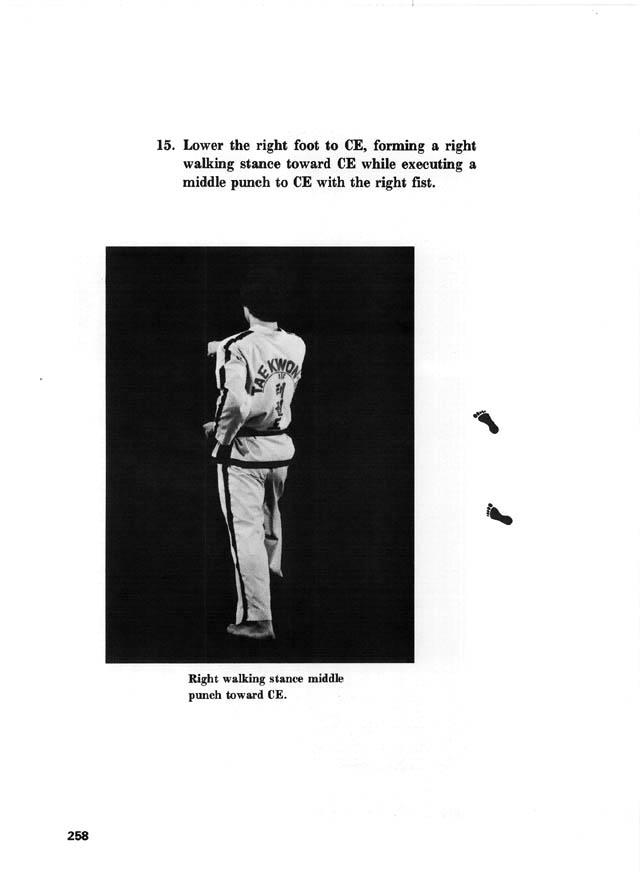 15. Lower the right foot to CE, forming a right
walking stance toward CE while executing a
middle punch to CE with the right fist.
TAEKWON
Right walking stance middle
punch toward CE.
258